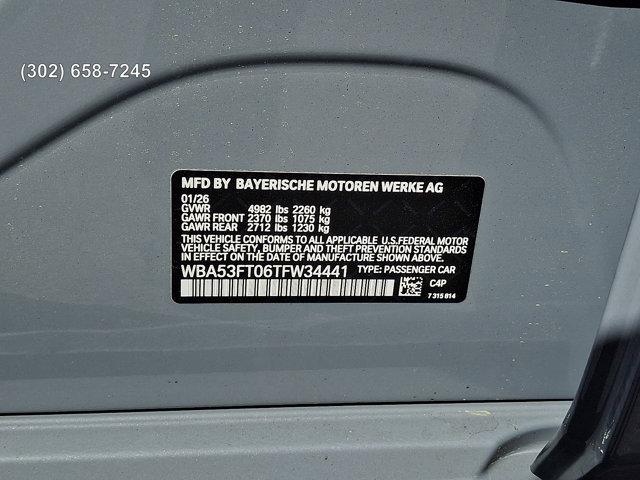 (302) 658-7245
MFD BY BAYERISCHE MOTOREN WERKE AG
01/26
GVWR 4982 lbs 2260 kg
GAWR FRONT 2370 lbs 1075 kg
GAWR REAR 2712 lbs 1230 kg
THIS VEHICLE CONFORMS TO ALL APPLICABLE U.S.FEDERAL MOTOR
VEHICLE SAFETY, BUMPER AND THEFT PREVENTION STANDARDS
IN EFFECT ON THE DATE OF MANUFACTURE SHOWN ABOVE.
WBA53FT06TFW34441 TYPE: PASSENGER CAR
C4P
7 315 814